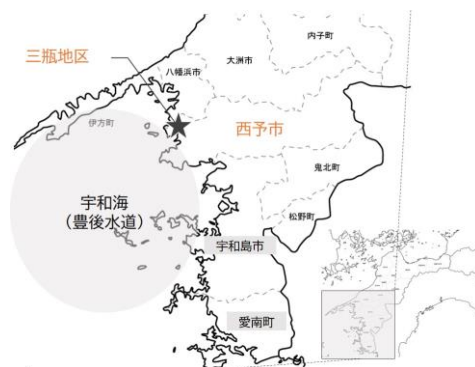 内子町
三瓶地区
大洲市
八幡浜市
伊方町
西予市
鬼北町
宇和海
（豊後水道）
松野町
宇和島市
愛南町